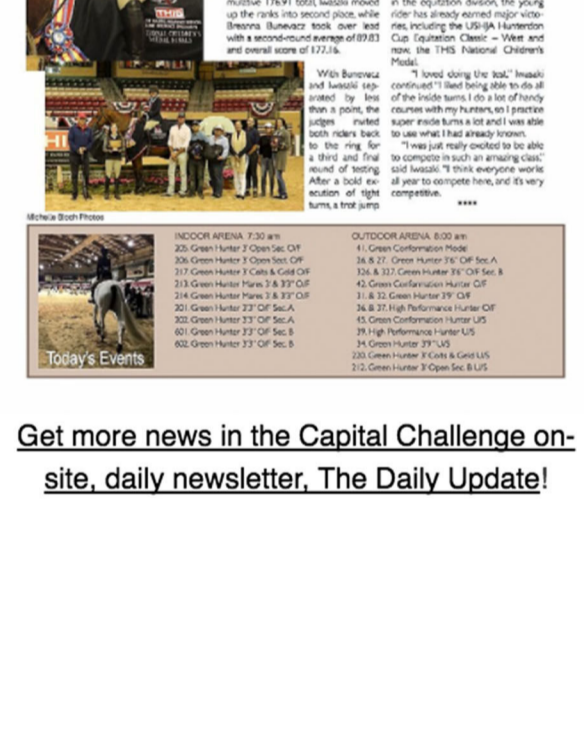 mulative 176.91 total, Iwasaki moved
up the ranks into second place, while
Breanna Bunevacz took over lead
with a second-round average of 89.83
and overall score of 177.16.
With Bunevacz
and Iwasaki sep-
arated by less
than a point, the
judges invited
both riders back
to the ring for
a third and final
round of testing.
After a bold ex-
ecution of tight
turns, a trot jump
in the equitation division, the young
rider has already earned major victo-
ries, including the USHJA Hunterdon
Cup Equitation Classic – West and
now, the THIS National Children's
Medal.
"I loved doing the test," Iwasaki
continued. "I liked being able to do all
of the inside turns. I do a lot of handy
courses with my hunters, so I practice
super inside turns a lot and I was able
to use what I had already known.
"I was just really excited to be able
to compete in such an amazing class,"
said Iwasaki. "I think everyone works
all year to compete here, and it's very
competitive.
****
Michelle Bloch Photos
Today's Events
INDOOR ARENA 7:30 am
205. Green Hunter 3' Open Sec. O/F
206. Green Hunter 3' Open Sect. O/F
217. Green Hunter 3' Colts & Geld O/F
213. Green Hunter Mares 3' & 3'3" O/F
214. Green Hunter Mares 3' & 3'3" O/F
301. Green Hunter 3'3" OF Sec. A
302. Green Hunter 3'3" OF Sec. A
601. Green Hunter 3'3" OF Sec. B
602. Green Hunter 3'3" OF Sec. B
OUTDOOR ARENA 8:00 am
41. Green Conformation Model
26 & 27. Green Hunter 3'6" OF Sec. A
326 & 327. Green Hunter 3'6" OF Sec. B
42. Green Conformation Hunter O/F
31. & 32. Green Hunter 3'9" O/F
36 & 37. High Performance Hunter OF
45. Green Conformation Hunter U/S
39. High Performance Hunter U/S
34. Green Hunter 3'9" U/S
220. Green Hunter 3' Colts & Geld U/S
212. Green Hunter 3' Open Sec. B U/S
Get more news in the Capital Challenge on-
site, daily newsletter, The Daily Update!